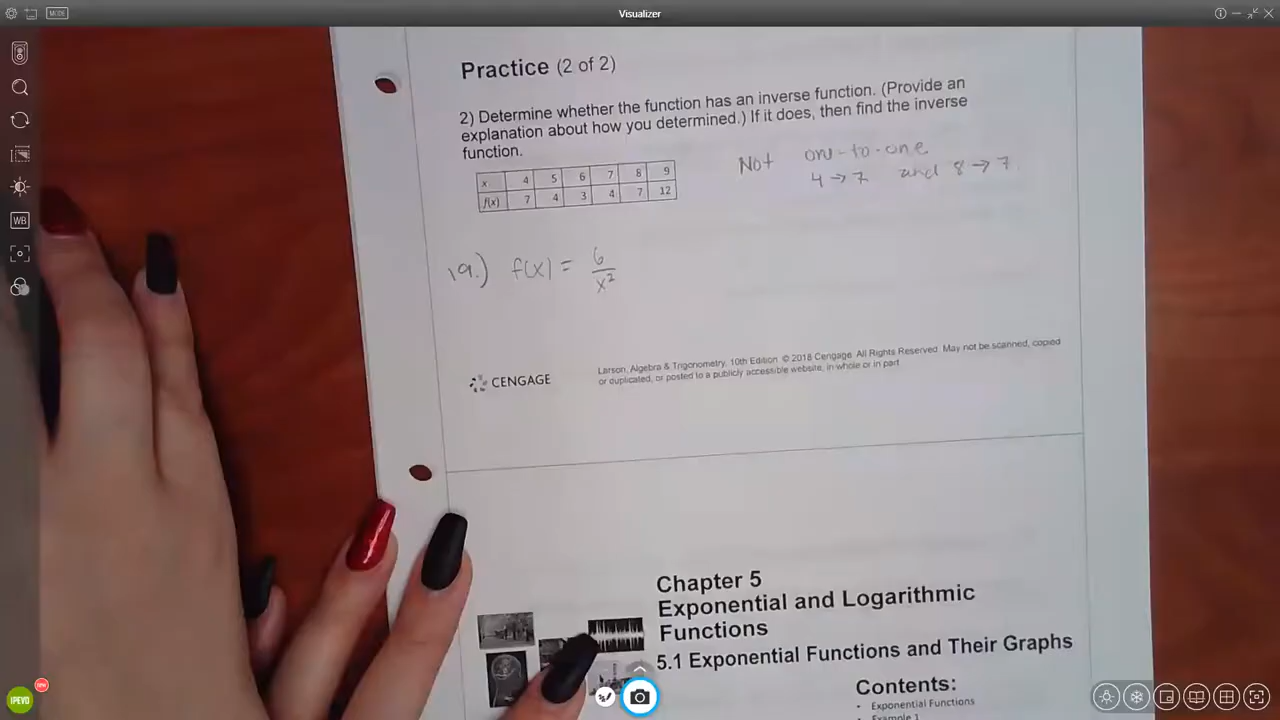 MODE
Visualizer
WB
Practice (2 of 2)
2) Determine whether the function has an inverse function. (Provide an
explanation about how you determined.) If it does, then find the inverse
function.
x 4 5 6 7 8 9
f(x) 7 4 3 4 7 12
Not one-to-one
4→7 and 8→7.
19.) f(x) = 6/x²
CENGAGE
Larson, Algebra & Trigonometry, 10th Edition. © 2018 Cengage. All Rights Reserved. May not be scanned, copied
or duplicated, or posted to a publicly accessible website, in whole or in part.
Chapter 5
Exponential and Logarithmic
Functions
5.1 Exponential Functions and Their Graphs
Contents:
• Exponential Functions
• Example 1
IPEVO